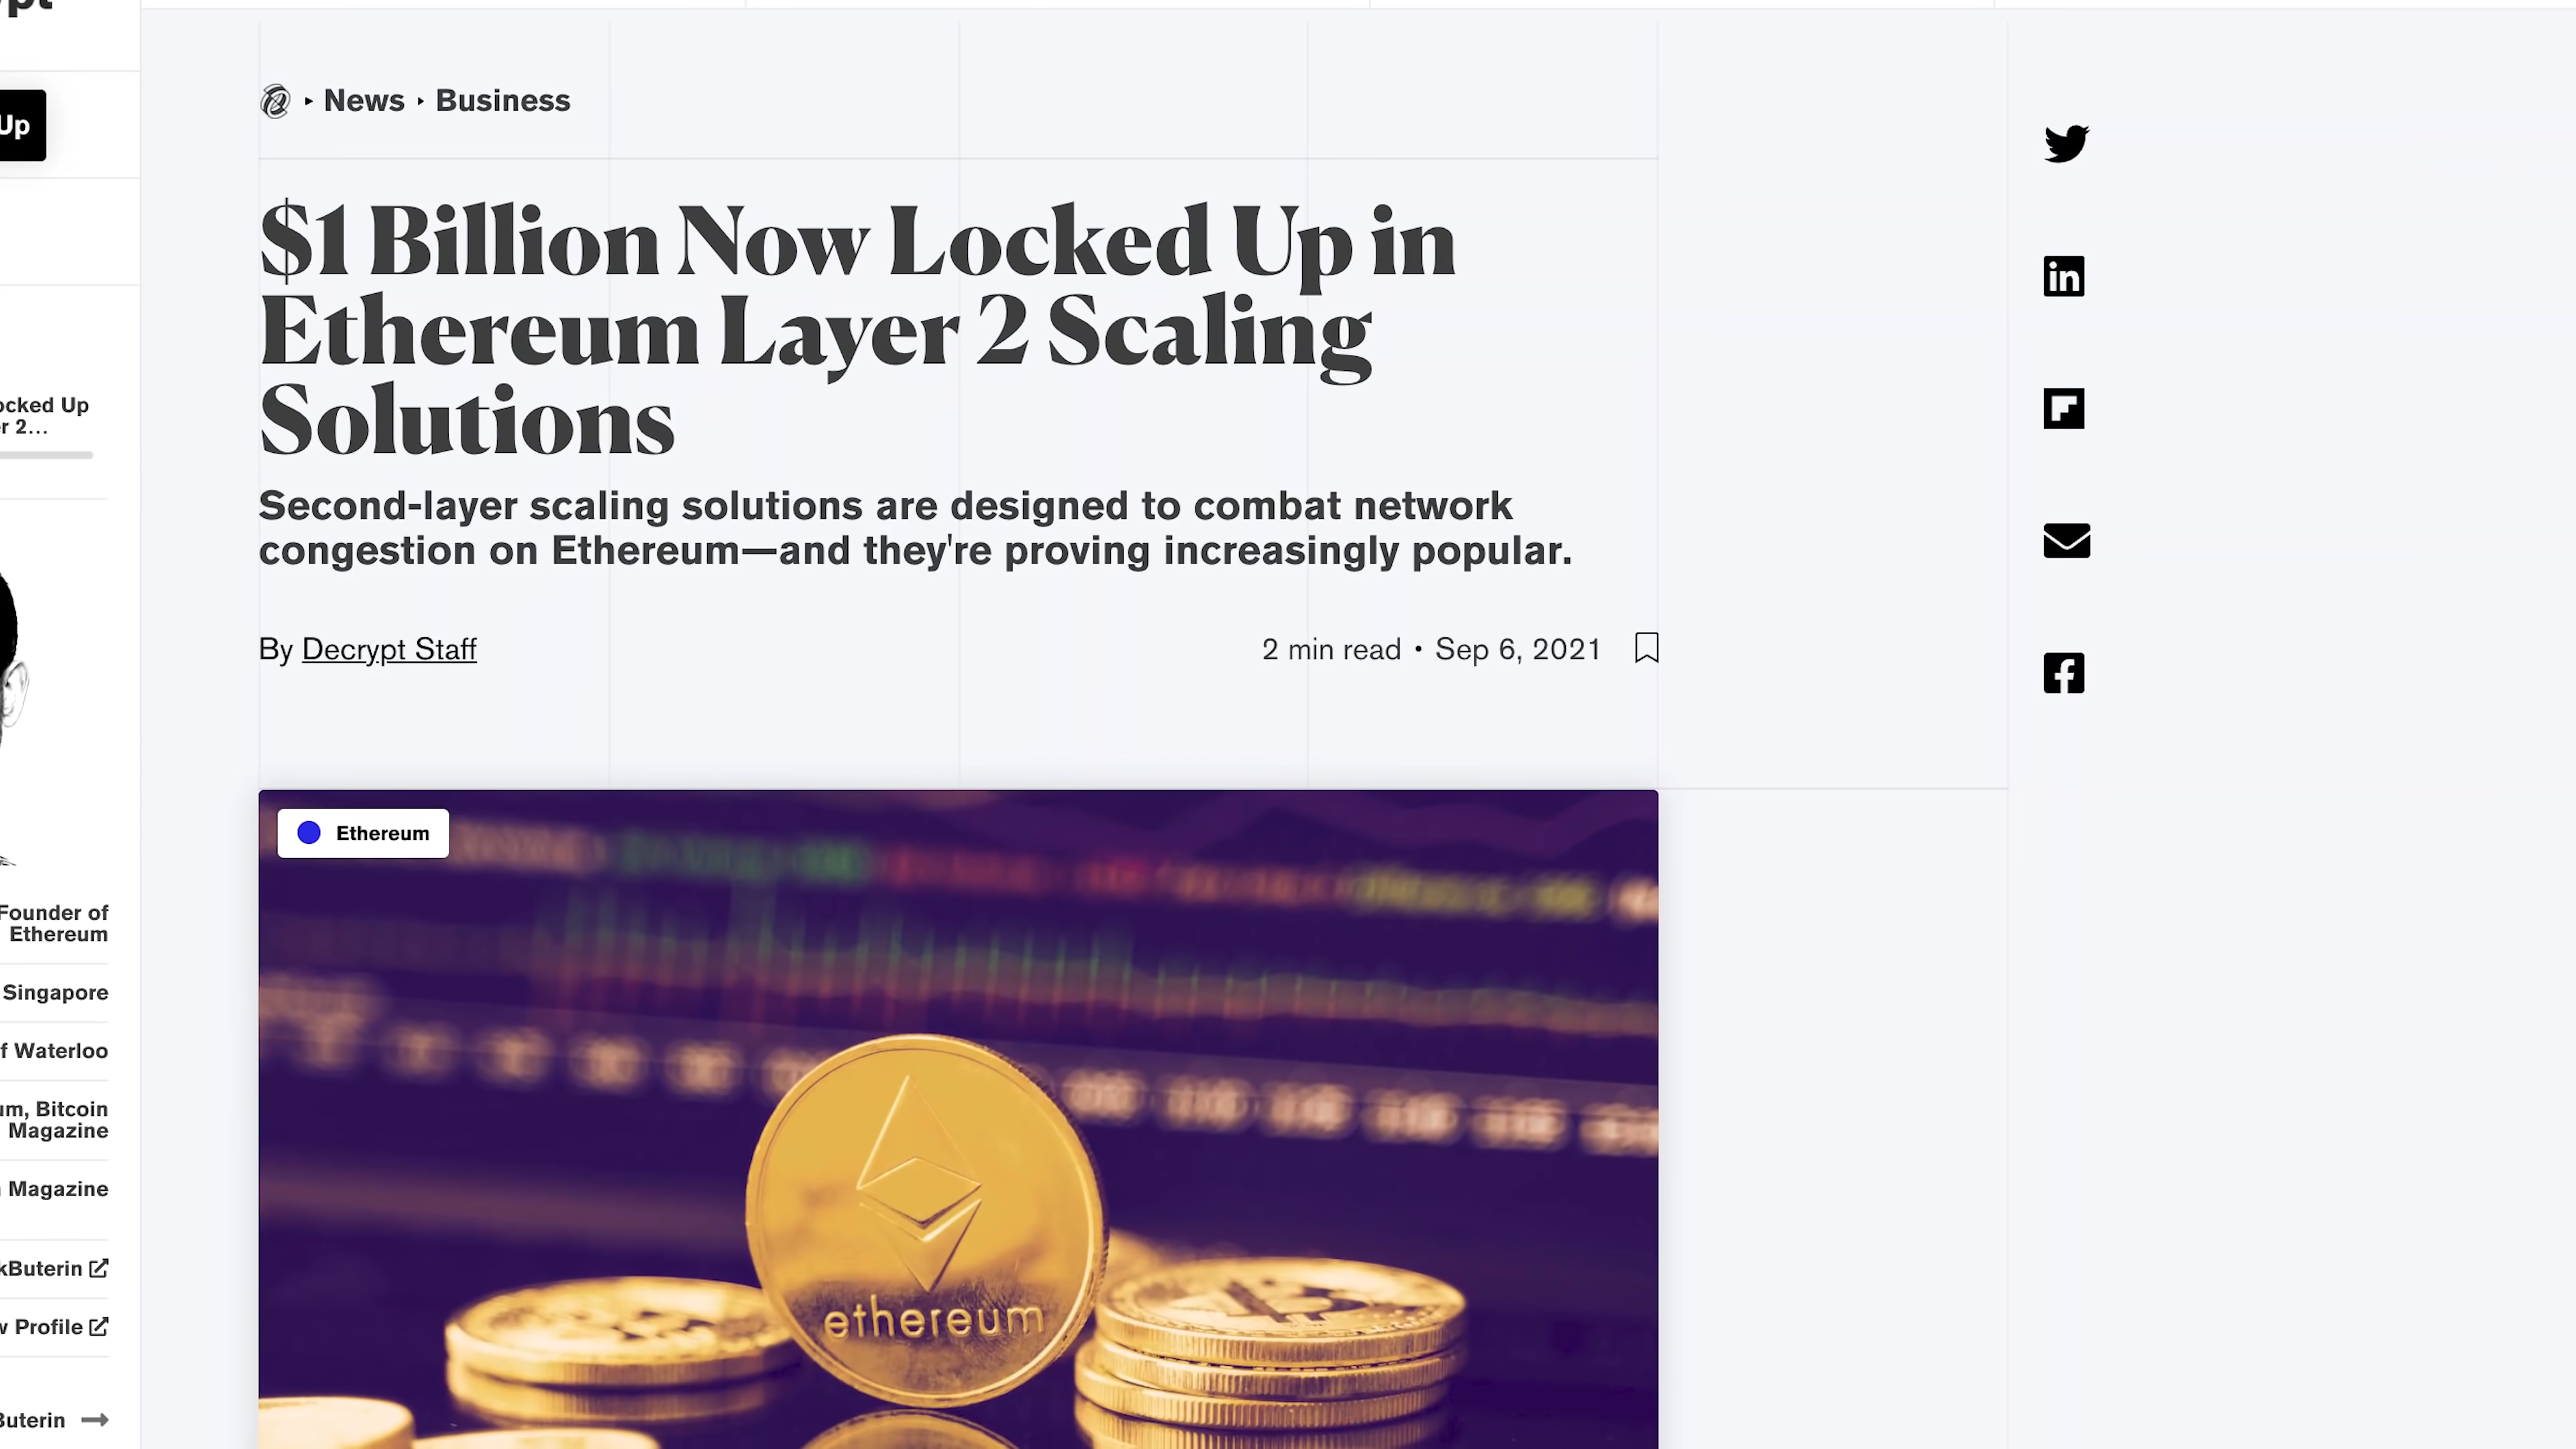 Up
News
Business
$1 Billion Now Locked Up in
Ethereum Layer 2 Scaling
Solutions
Second-layer scaling solutions are designed to combat network
congestion on Ethereum—and they're proving increasingly popular.
By Decrypt Staff
2 min read • Sep 6, 2021
Ethereum
ethereum
ocked Up
r 2...
Founder of
Ethereum
Singapore
f Waterloo
um, Bitcoin
Magazine
Magazine
kButerin
w Profile
Buterin